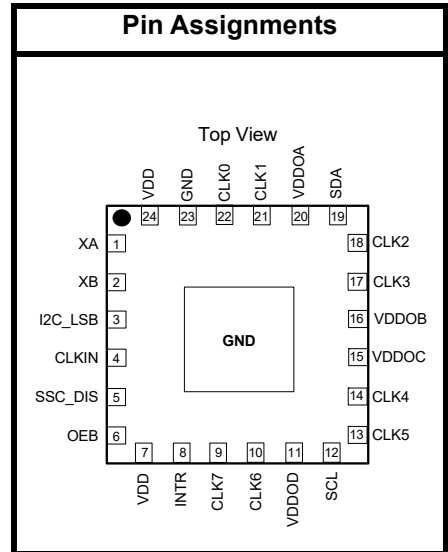 Pin Assignments
Top View
VDD GND CLK0 CLK1 VDDOA SDA
24 23 22 21 20 19
XA 1 18 CLK2
XB 2 17 CLK3
I2C_LSB 3 16 VDDOB
GND
CLKIN 4 15 VDDOC
SSC_DIS 5 14 CLK4
OEB 6 13 CLK5
7 8 9 10 11 12
VDD INTR CLK7 CLK6 VDDOD SCL